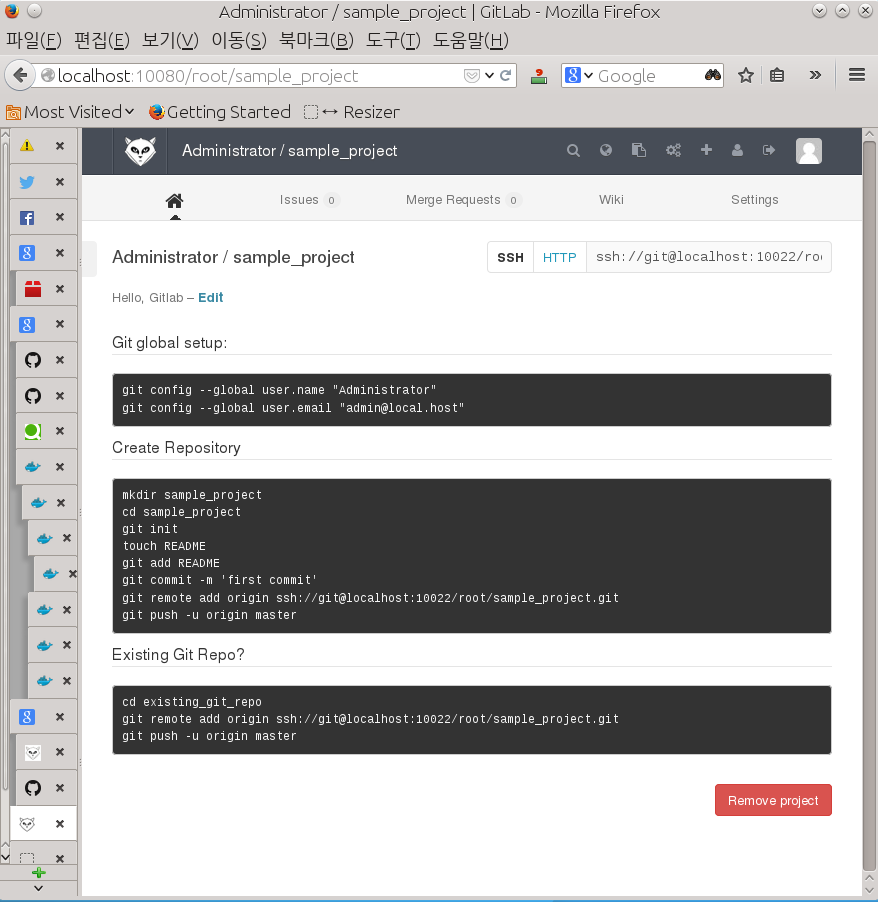 Administrator / sample_project | GitLab - Mozilla Firefox
파일(F) 편집(E) 보기(V) 이동(S) 북마크(B) 도구(T) 도움말(H)
localhost:10080/root/sample_project
Google
Most Visited
Getting Started
Resizer
Administrator / sample_project
Issues 0
Merge Requests 0
Wiki
Settings
Administrator / sample_project
SSH
HTTP
ssh://git@localhost:10022/ro
Hello, Gitlab – Edit
Git global setup:
git config --global user.name "Administrator"
git config --global user.email "admin@local.host"
Create Repository
mkdir sample_project
cd sample_project
git init
touch README
git add README
git commit -m 'first commit'
git remote add origin ssh://git@localhost:10022/root/sample_project.git
git push -u origin master
Existing Git Repo?
cd existing_git_repo
git remote add origin ssh://git@localhost:10022/root/sample_project.git
git push -u origin master
Remove project